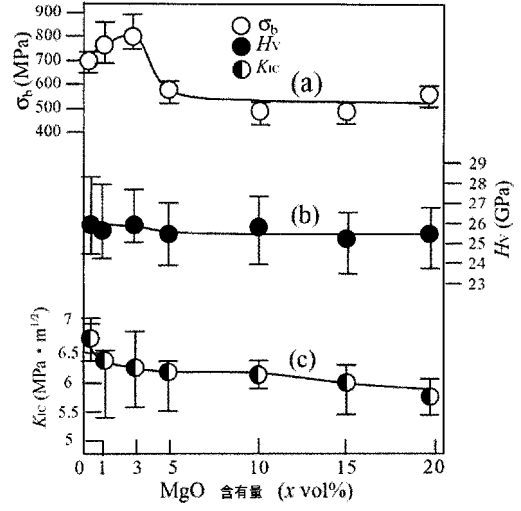 900
800
700
600
500
400
σb (MPa)
σb
Hv
KIC
(a)
29
28
27
26
25
24
23
Hv (GPa)
(b)
7
6.5
6
5.5
5
KIC (MPa・m1/2)
(c)
0 1 3 5 10 15 20
MgO 含有量 (x vol%)